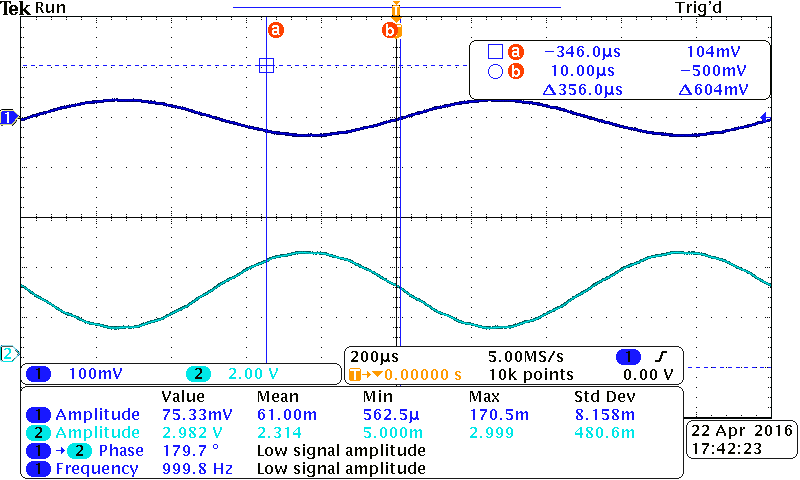 Tek Run Trig'd
T
a b
a −346.0µs 104mV
b 10.00µs −500mV
Δ356.0µs Δ604mV
1
2
1 100mV 2 2.00 V
200µs 5.00MS/s 1
T→▼0.00000 s 10k points 0.00 V
Value Mean Min Max Std Dev
1 Amplitude 75.33mV 61.00m 562.5µ 170.5m 8.158m
2 Amplitude 2.982 V 2.314 5.000m 2.999 480.6m
1 → 2 Phase 179.7 ° Low signal amplitude
1 Frequency 999.8 Hz Low signal amplitude
22 Apr 2016
17:42:23